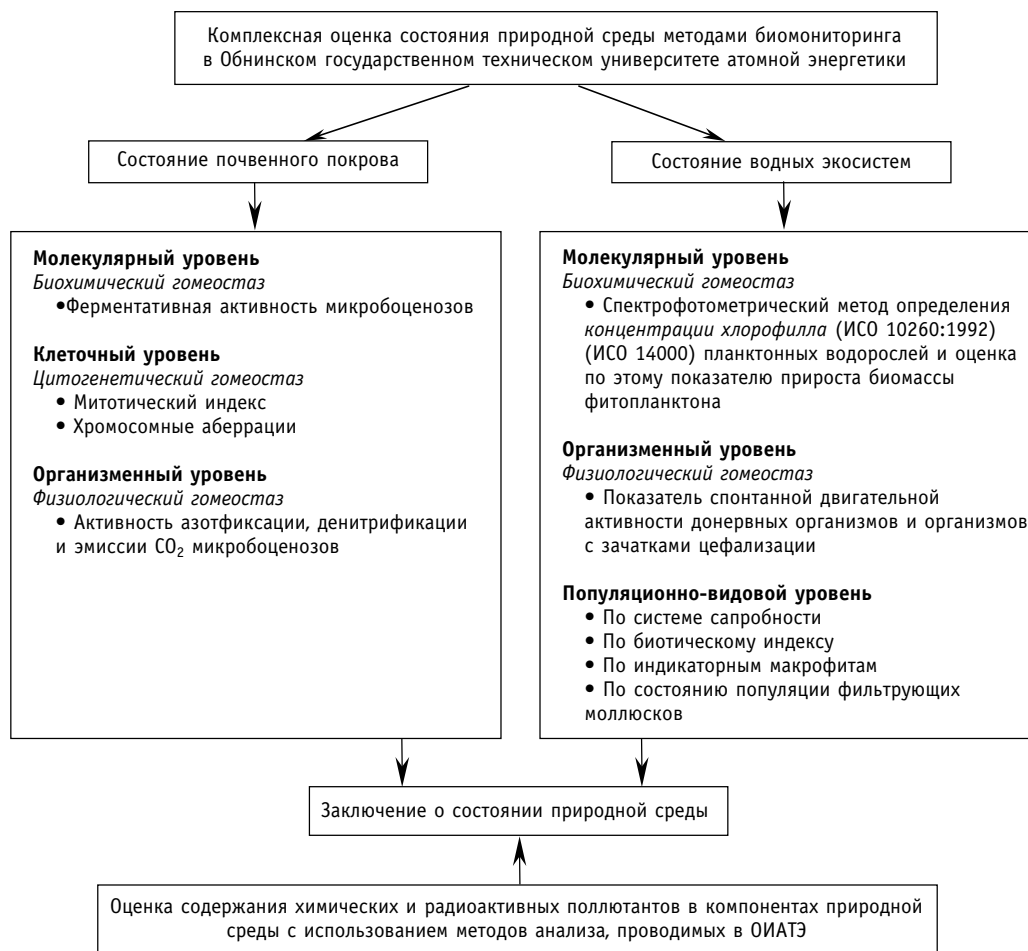 Комплексная оценка состояния природной среды методами биомониторинга
в Обнинском государственном техническом университете атомной энергетики
Состояние почвенного покрова
Состояние водных экосистем
Молекулярный уровень
Биохимический гомеостаз
•Ферментативная активность микробоценозов
Клеточный уровень
Цитогенетический гомеостаз
• Митотический индекс
• Хромосомные аберрации
Организменный уровень
Физиологический гомеостаз
• Активность азотфиксации, денитрификации
и эмиссии CO₂ микробоценозов
Молекулярный уровень
Биохимический гомеостаз
• Спектрофотометрический метод определения
концентрации хлорофилла (ИСО 10260:1992)
(ИСО 14000) планктонных водорослей и оценка
по этому показателю прироста биомассы
фитопланктона
Организменный уровень
Физиологический гомеостаз
• Показатель спонтанной двигательной
активности донервных организмов и организмов
с зачатками цефализации
Популяционно-видовой уровень
• По системе сапробности
• По биотическому индексу
• По индикаторным макрофитам
• По состоянию популяции фильтрующих
моллюсков
Заключение о состоянии природной среды
Оценка содержания химических и радиоактивных поллютантов в компонентах природной
среды с использованием методов анализа, проводимых в ОИАТЭ